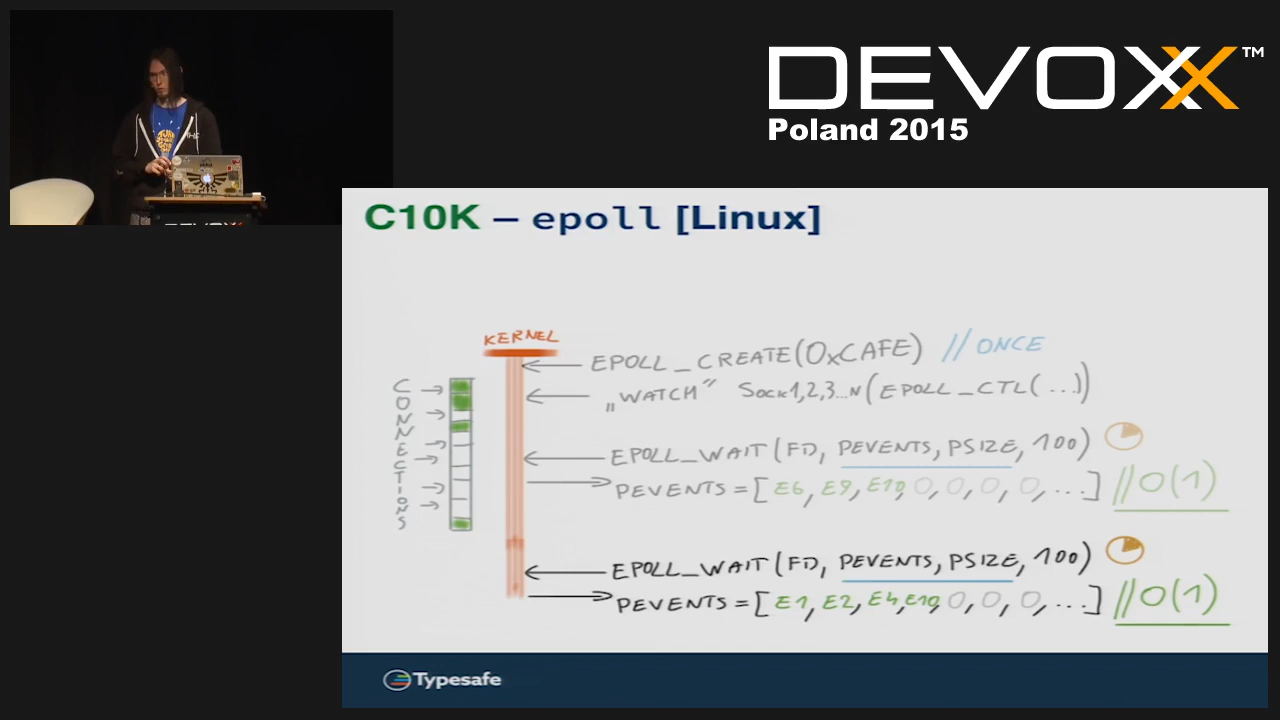 DEVOXX™
Poland 2015
C10K – epoll [Linux]
KERNEL
EPOLL_CREATE(0xCAFE) //ONCE
„WATCH” SOCK1,2,3...N(EPOLL_CTL(...))
CONNECTIONS
EPOLL_WAIT(FD, PEVENTS, PSIZE, 100)
PEVENTS = [E6, E9, E10, 0, 0, 0, 0, ...] //O(1)
EPOLL_WAIT(FD, PEVENTS, PSIZE, 100)
PEVENTS = [E1, E2, E4, E10, 0, 0, 0, ...] //O(1)
Typesafe